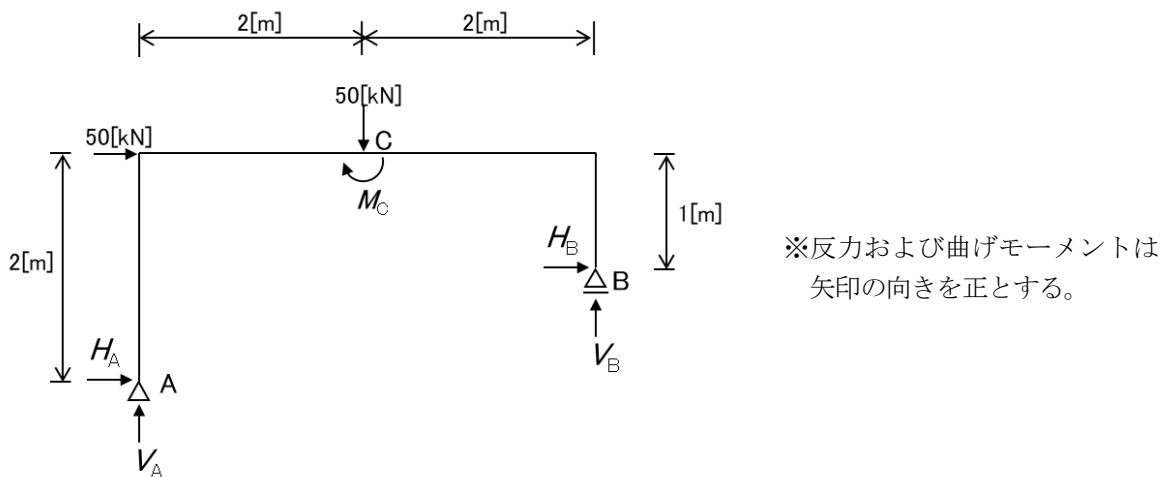 2[m]
2[m]
50[kN]
50[kN]
C
M_C
1[m]
2[m]
H_B
B
V_B
H_A
A
V_A
※反力および曲げモーメントは
矢印の向きを正とする。